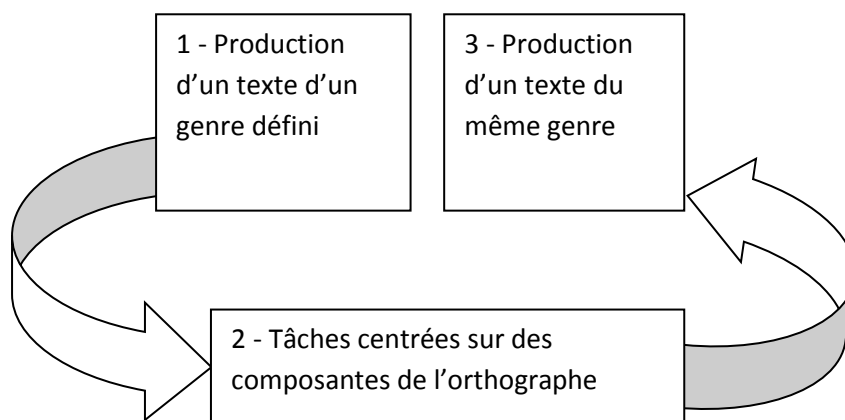 1 - Production
d’un texte d’un
genre défini
3 - Production
d’un texte du
même genre
2 - Tâches centrées sur des
composantes de l’orthographe